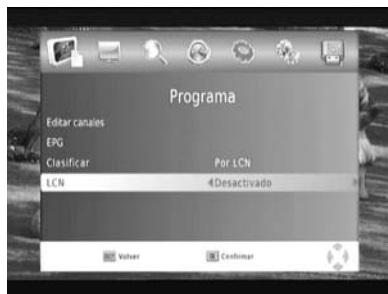 Programa
Editar canales
EPG
Clasificar Por LCN
LCN Desactivado
Volver Confirmar